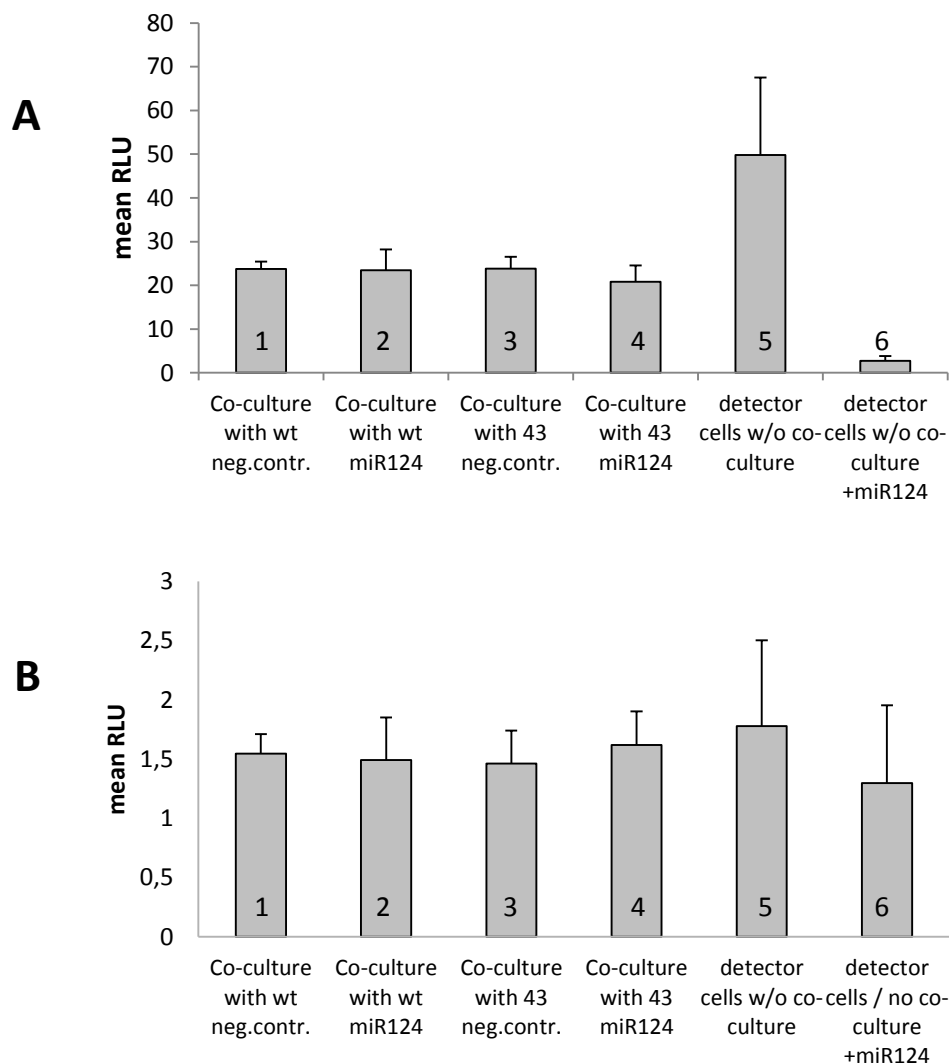 A
mean RLU
80
70
60
50
40
30
20
10
0
1 2 3 4 5 6
Co-culture with wt neg.contr.
Co-culture with wt miR124
Co-culture with 43 neg.contr.
Co-culture with 43 miR124
detector cells w/o co-culture
detector cells w/o co-culture +miR124
B
mean RLU
3
2,5
2
1,5
1
0,5
0
1 2 3 4 5 6
Co-culture with wt neg.contr.
Co-culture with wt miR124
Co-culture with 43 neg.contr.
Co-culture with 43 miR124
detector cells w/o co-culture
detector cells / no co-culture +miR124